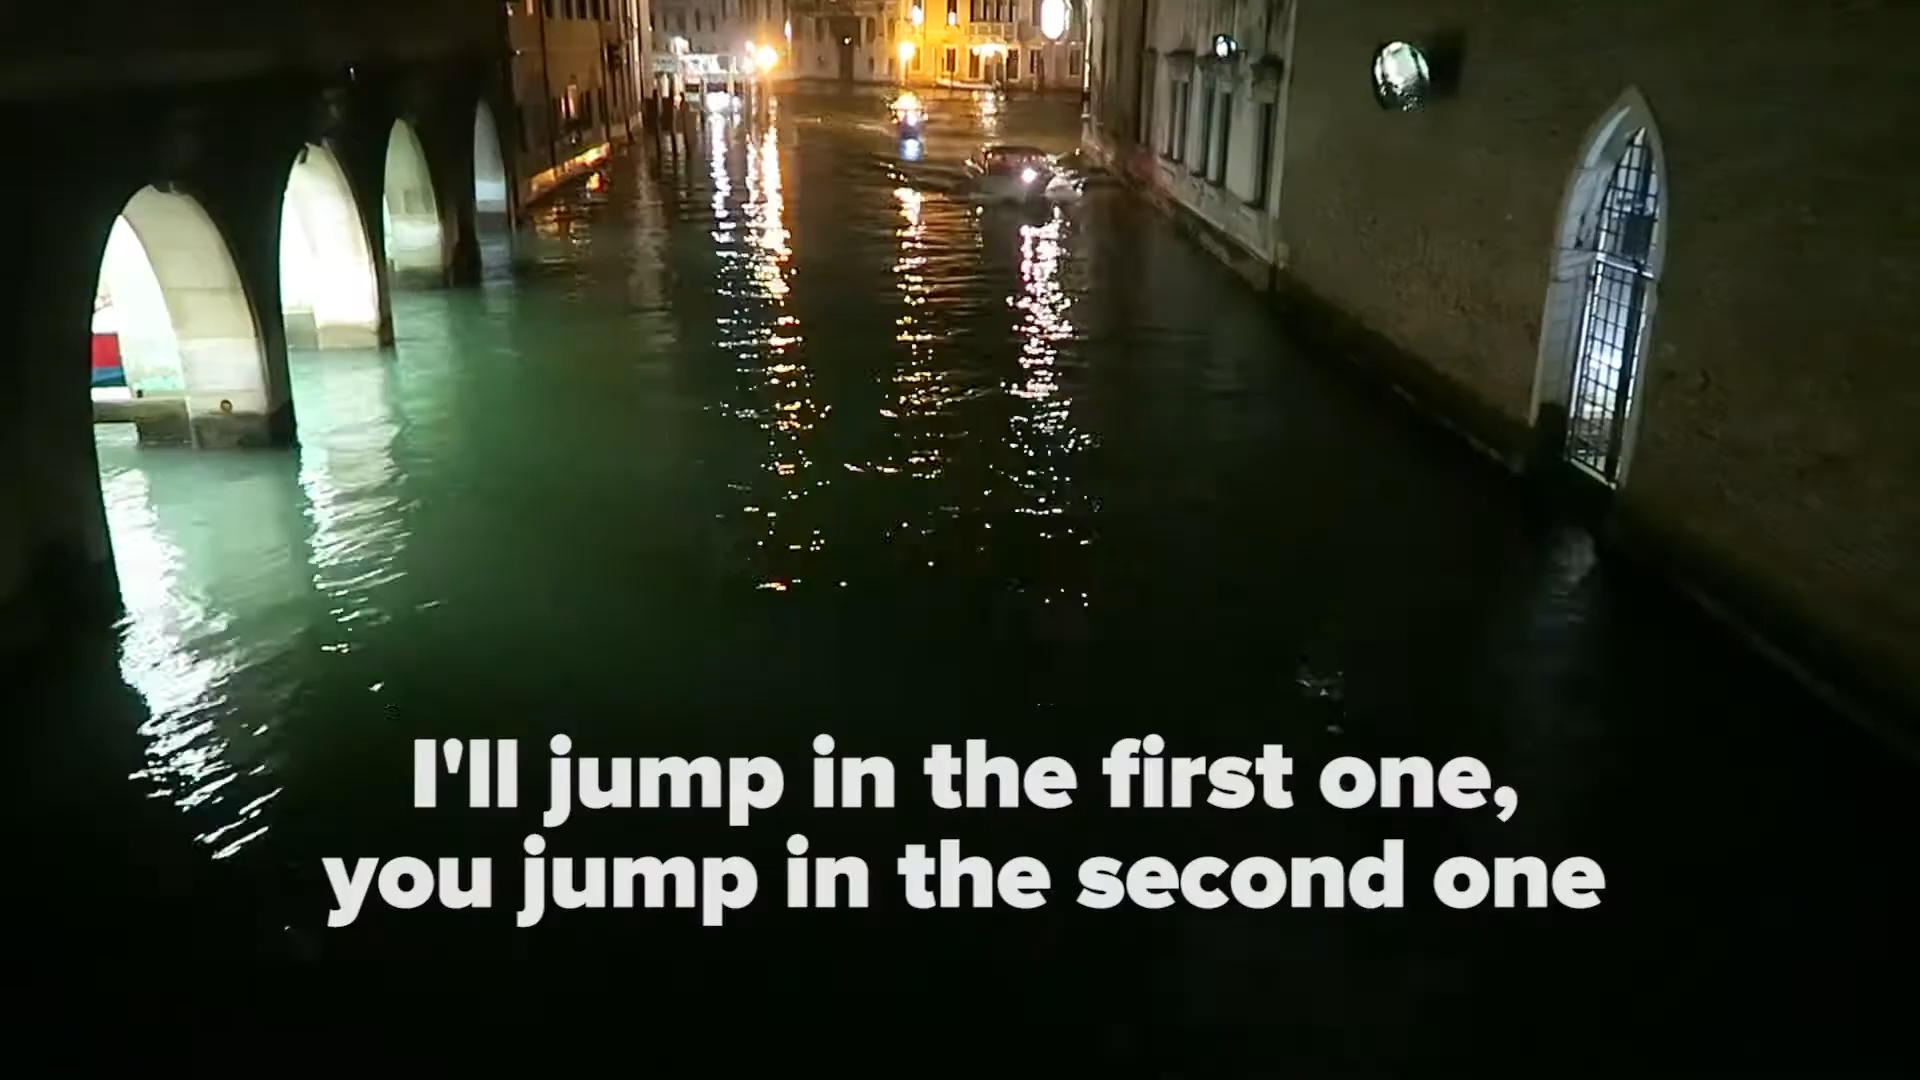 I'll jump in the first one,
you jump in the second one